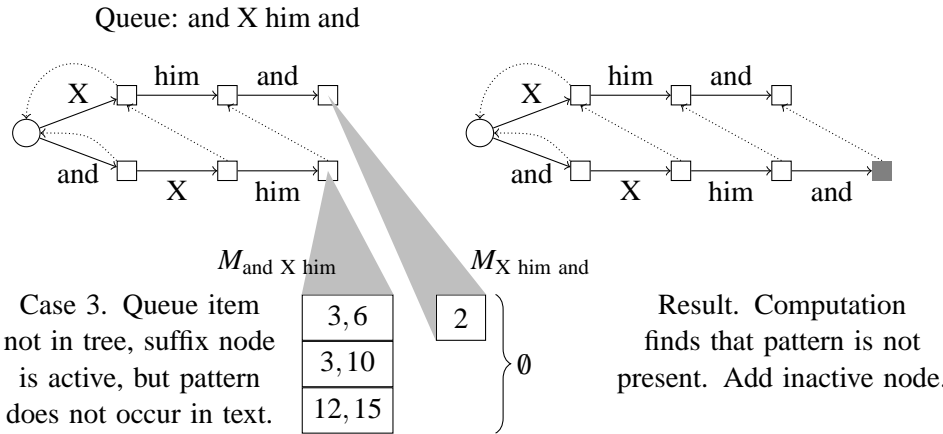 Queue: and X him and
X him and
and X him
X him and
and X him and
M_and X him
M_X him and
Case 3. Queue item
not in tree, suffix node
is active, but pattern
does not occur in text.
3, 6
3, 10
12, 15
2
∅
Result. Computation
finds that pattern is not
present. Add inactive node.